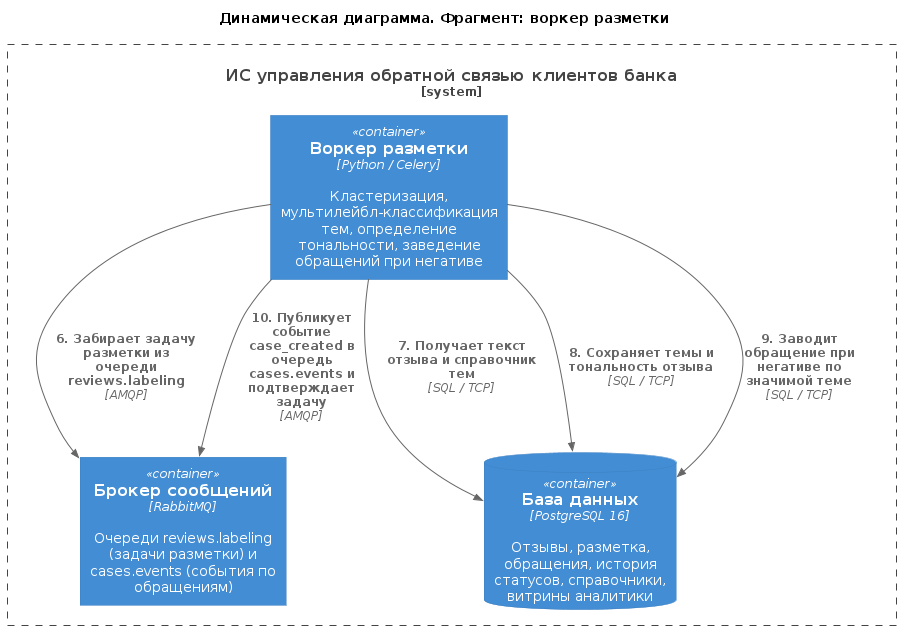 Динамическая диаграмма. Фрагмент: воркер разметки
ИС управления обратной связью клиентов банка
[system]
«container»
Воркер разметки
[Python / Celery]
Кластеризация,
мультилейбл-классификация
тем, определение
тональности, заведение
обращений при негативе
6. Забирает задачу
разметки из
очереди
reviews.labeling
[AMQP]
10. Публикует
событие
case_created в
очередь
cases.events и
подтверждает
задачу
[AMQP]
7. Получает текст
отзыва и справочник
тем
[SQL / TCP]
8. Сохраняет темы и
тональность отзыва
[SQL / TCP]
9. Заводит
обращение при
негативе по
значимой теме
[SQL / TCP]
«container»
Брокер сообщений
[RabbitMQ]
Очереди reviews.labeling
(задачи разметки) и
cases.events (события по
обращениям)
«container»
База данных
[PostgreSQL 16]
Отзывы, разметка,
обращения, история
статусов, справочники,
витрины аналитики